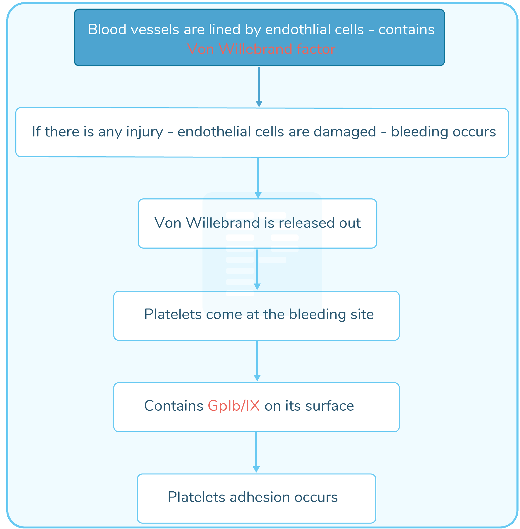 Blood vessels are lined by endothlial cells - contains
Von Willebrand factor
If there is any injury - endothelial cells are damaged - bleeding occurs
Von Willebrand is released out
Platelets come at the bleeding site
Contains GpIb/IX on its surface
Platelets adhesion occurs